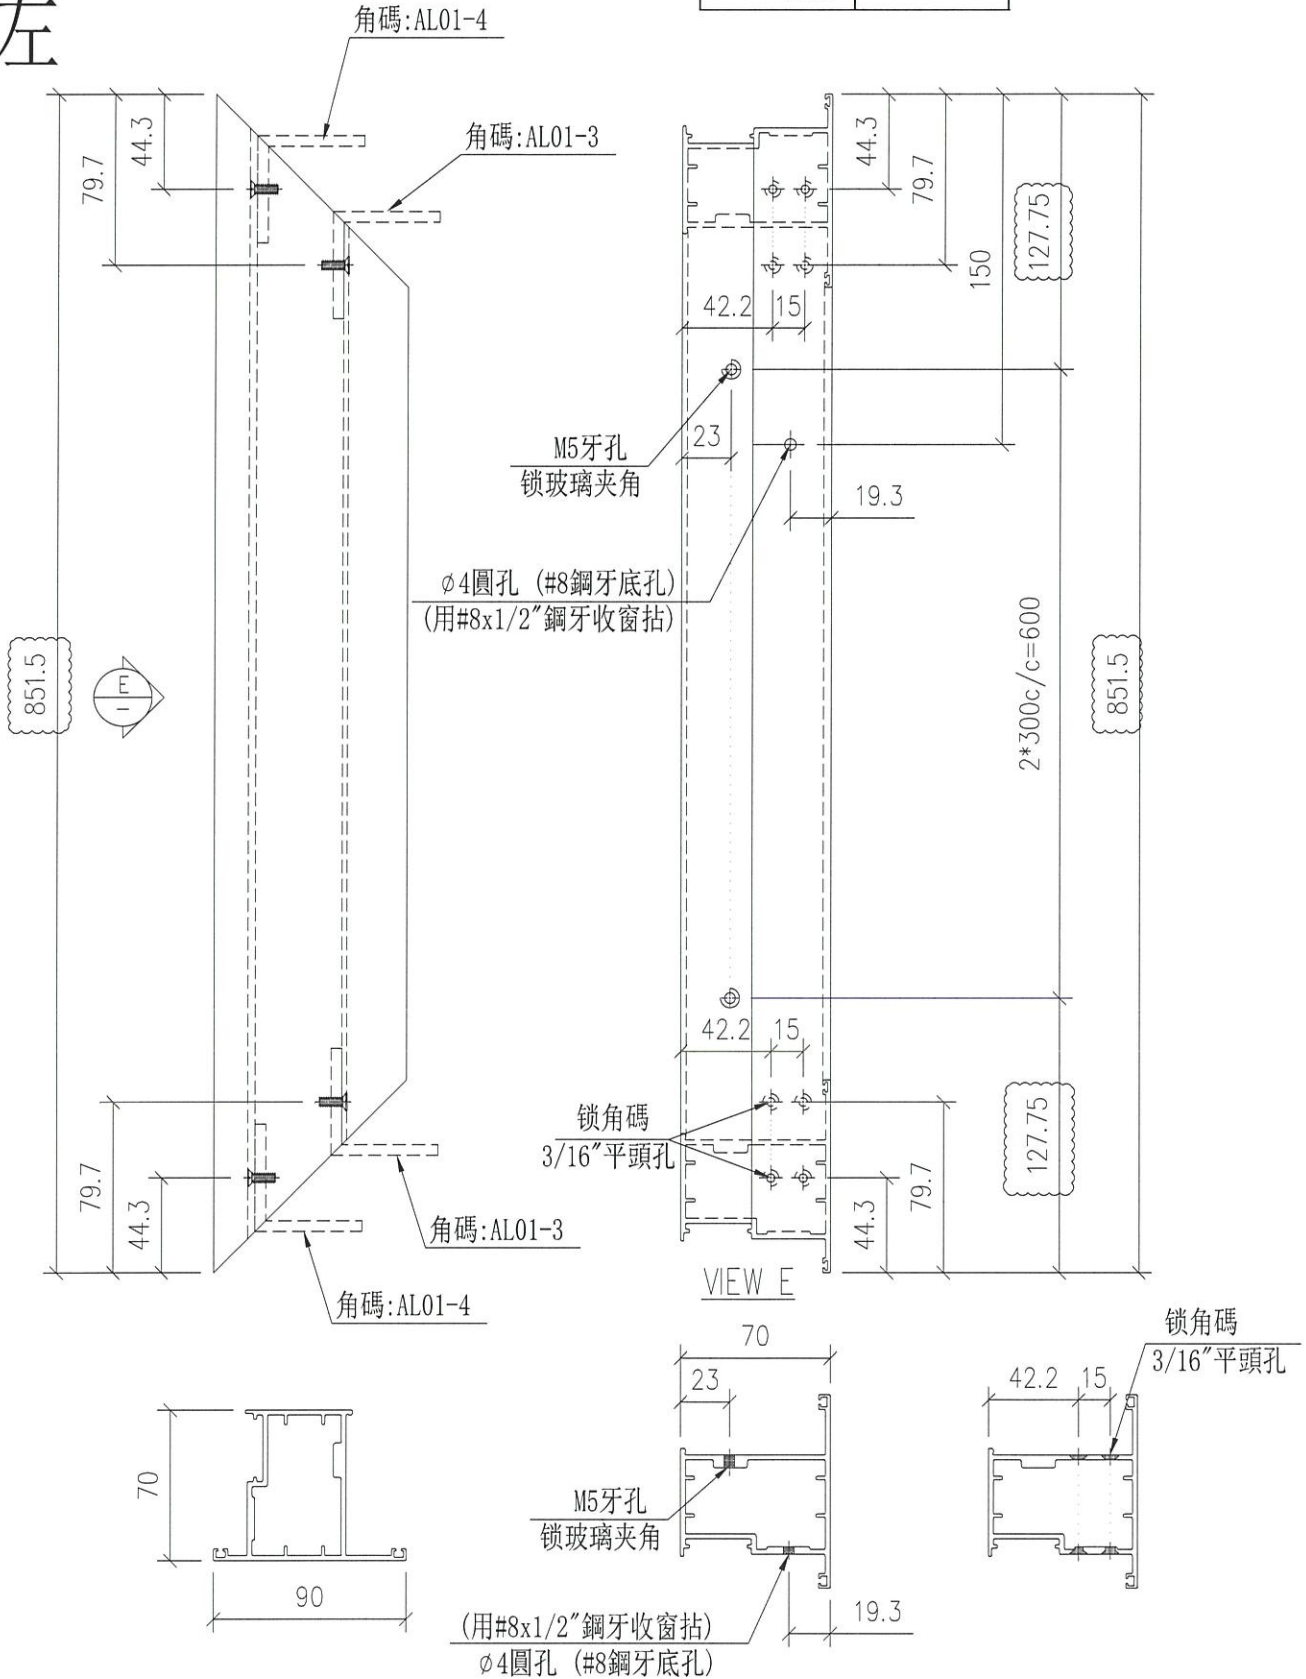 左
角碼:AL01-4
角碼:AL01-3
44.3
79.7
44.3
79.7
150
127.75
42.2
15
M5牙孔
锁玻璃夹角
23
19.3
ø4圓孔 (#8鋼牙底孔)
(用#8x1/2"鋼牙收窗拈)
851.5
E
-
2*300c/c=600
851.5
42.2
15
锁角碼
3/16"平頭孔
127.75
79.7
44.3
79.7
44.3
角碼:AL01-3
角碼:AL01-4
VIEW E
70
23
锁角碼
3/16"平頭孔
42.2
15
70
M5牙孔
锁玻璃夹角
90
19.3
(用#8x1/2"鋼牙收窗拈)
ø4圓孔 (#8鋼牙底孔)